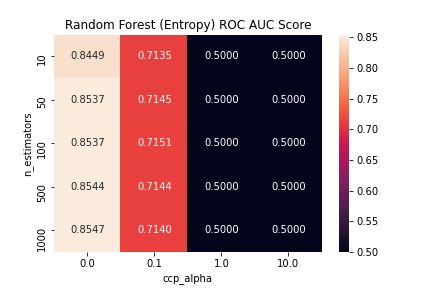 Random Forest (Entropy) ROC AUC Score
n_estimators
10 0.8449 0.7135 0.5000 0.5000
50 0.8537 0.7145 0.5000 0.5000
100 0.8537 0.7151 0.5000 0.5000
500 0.8544 0.7144 0.5000 0.5000
1000 0.8547 0.7140 0.5000 0.5000
0.0 0.1 1.0 10.0
ccp_alpha
0.85
0.80
0.75
0.70
0.65
0.60
0.55
0.50